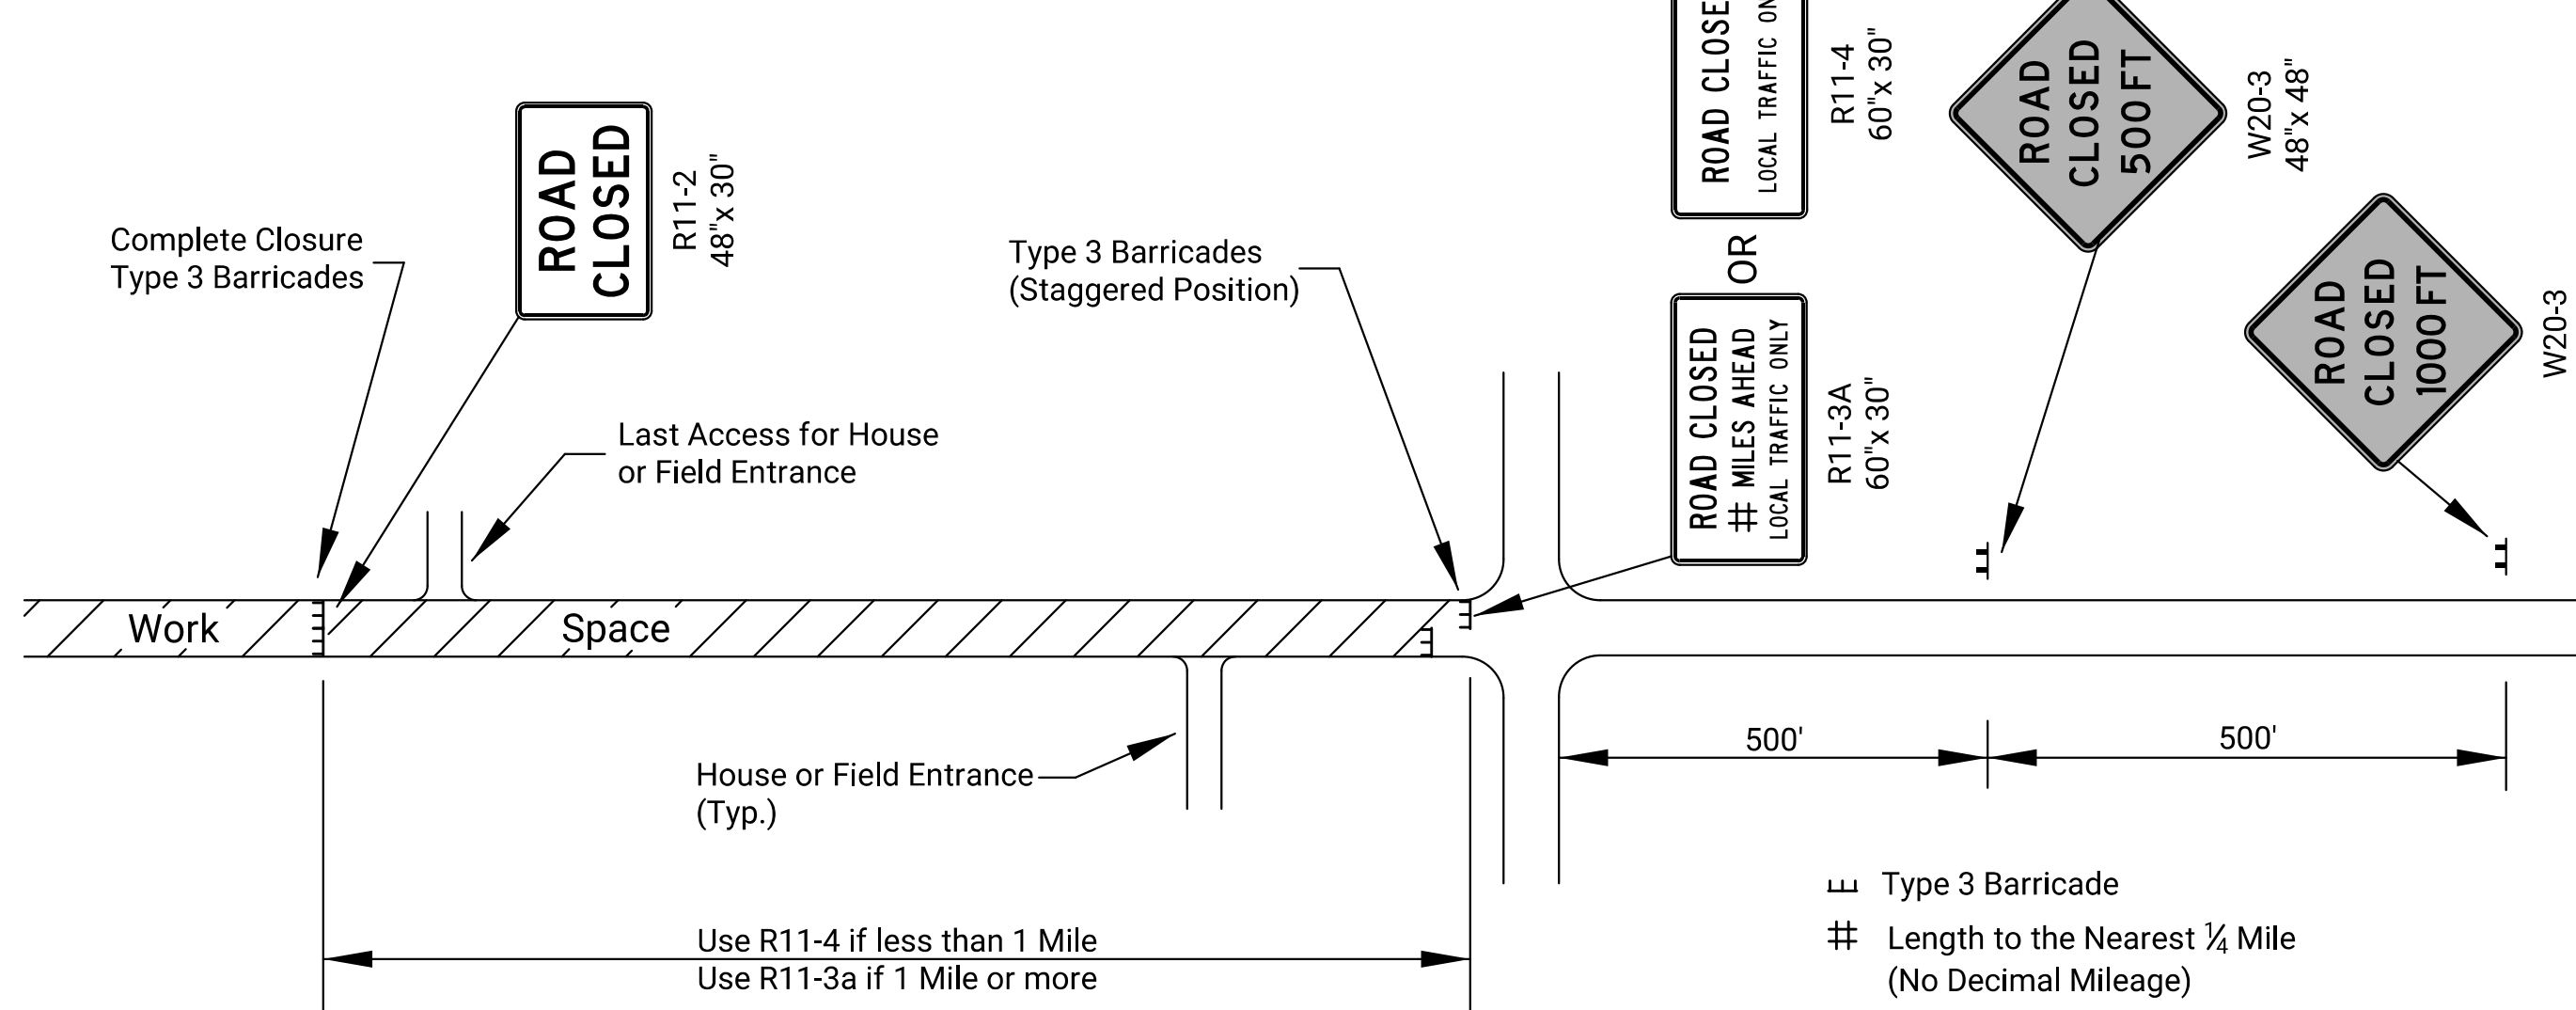 ROAD CLOSE
LOCAL TRAFFIC ON
R11-4
60"x 30"
ROAD
CLOSED
500FT
W20-3
48"x 48"
ROAD
CLOSED
R11-2
48"x 30"
Complete Closure
Type 3 Barricades
Type 3 Barricades
(Staggered Position)
OR
ROAD CLOSED
# MILES AHEAD
LOCAL TRAFFIC ONLY
R11-3A
60"x 30"
ROAD
CLOSED
1000FT
W20-3
Last Access for House
or Field Entrance
Work
Space
House or Field Entrance
(Typ.)
500'
500'
Type 3 Barricade
# Length to the Nearest ¼ Mile
(No Decimal Mileage)
Use R11-4 if less than 1 Mile
Use R11-3a if 1 Mile or more